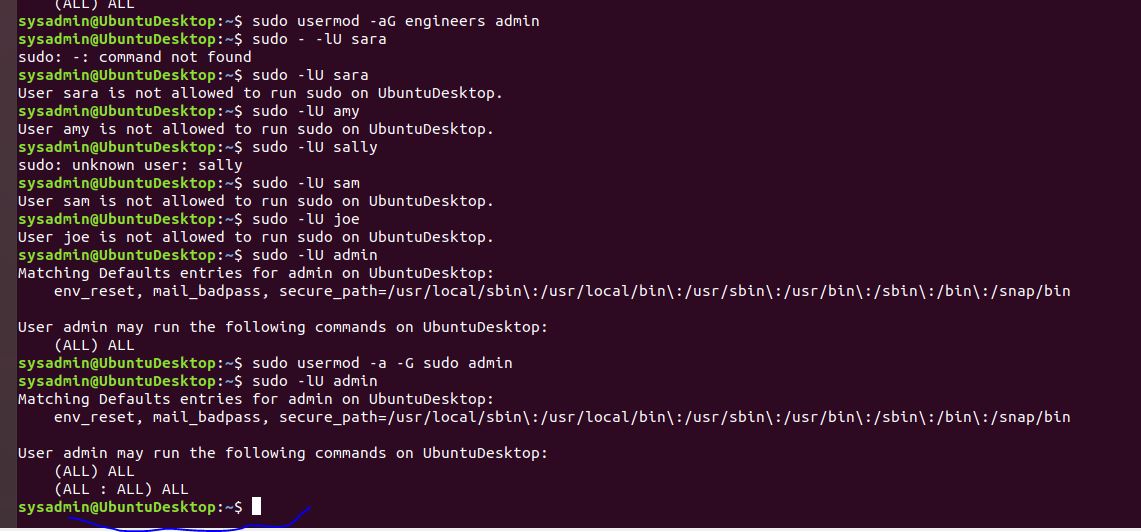 (ALL) ALL
sysadmin@UbuntuDesktop:~$ sudo usermod -aG engineers admin
sysadmin@UbuntuDesktop:~$ sudo - -lU sara
sudo: -: command not found
sysadmin@UbuntuDesktop:~$ sudo -lU sara
User sara is not allowed to run sudo on UbuntuDesktop.
sysadmin@UbuntuDesktop:~$ sudo -lU amy
User amy is not allowed to run sudo on UbuntuDesktop.
sysadmin@UbuntuDesktop:~$ sudo -lU sally
sudo: unknown user: sally
sysadmin@UbuntuDesktop:~$ sudo -lU sam
User sam is not allowed to run sudo on UbuntuDesktop.
sysadmin@UbuntuDesktop:~$ sudo -lU joe
User joe is not allowed to run sudo on UbuntuDesktop.
sysadmin@UbuntuDesktop:~$ sudo -lU admin
Matching Defaults entries for admin on UbuntuDesktop:
    env_reset, mail_badpass, secure_path=/usr/local/sbin\:/usr/local/bin\:/usr/sbin\:/usr/bin\:/sbin\:/bin\:/snap/bin

User admin may run the following commands on UbuntuDesktop:
    (ALL) ALL
sysadmin@UbuntuDesktop:~$ sudo usermod -a -G sudo admin
sysadmin@UbuntuDesktop:~$ sudo -lU admin
Matching Defaults entries for admin on UbuntuDesktop:
    env_reset, mail_badpass, secure_path=/usr/local/sbin\:/usr/local/bin\:/usr/sbin\:/usr/bin\:/sbin\:/bin\:/snap/bin

User admin may run the following commands on UbuntuDesktop:
    (ALL) ALL
    (ALL : ALL) ALL
sysadmin@UbuntuDesktop:~$